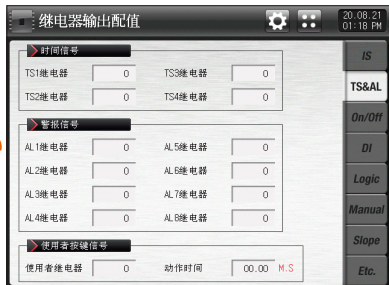 继电器输出配值
20.08.21
01:18 PM
时间信号
TS1继电器 0 TS3继电器 0
TS2继电器 0 TS4继电器 0
警报信号
AL1继电器 0 AL5继电器 0
AL2继电器 0 AL6继电器 0
AL3继电器 0 AL7继电器 0
AL4继电器 0 AL8继电器 0
使用者按键信号
使用者继电器 0 动作时间 00.00 M.S
IS
TS&AL
On/Off
DI
Logic
Manual
Slope
Etc.